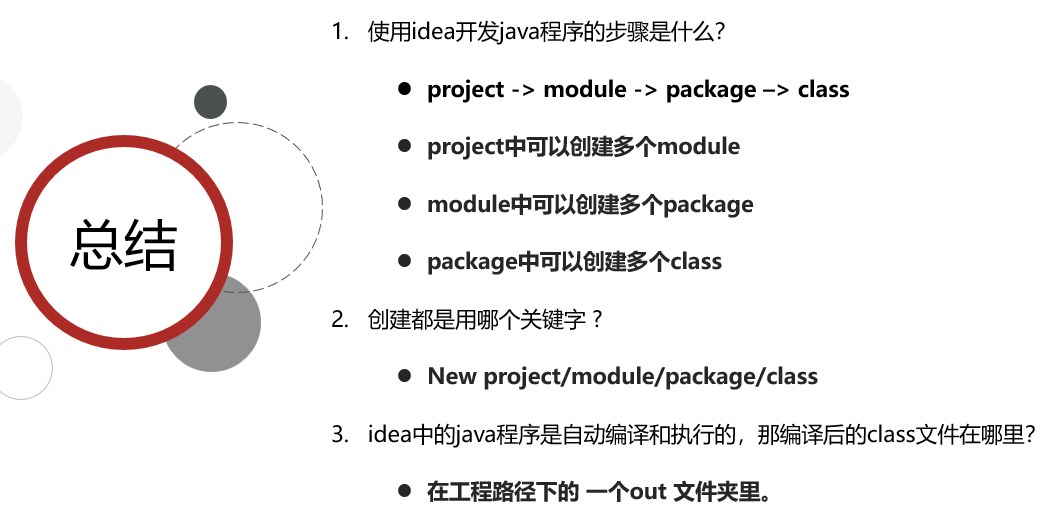 总结
1. 使用idea开发java程序的步骤是什么？
● project -> module -> package –> class
● project中可以创建多个module
● module中可以创建多个package
● package中可以创建多个class
2. 创建都是用哪个关键字？
● New project/module/package/class
3. idea中的java程序是自动编译和执行的，那编译后的class文件在哪里？
● 在工程路径下的 一个out 文件夹里。